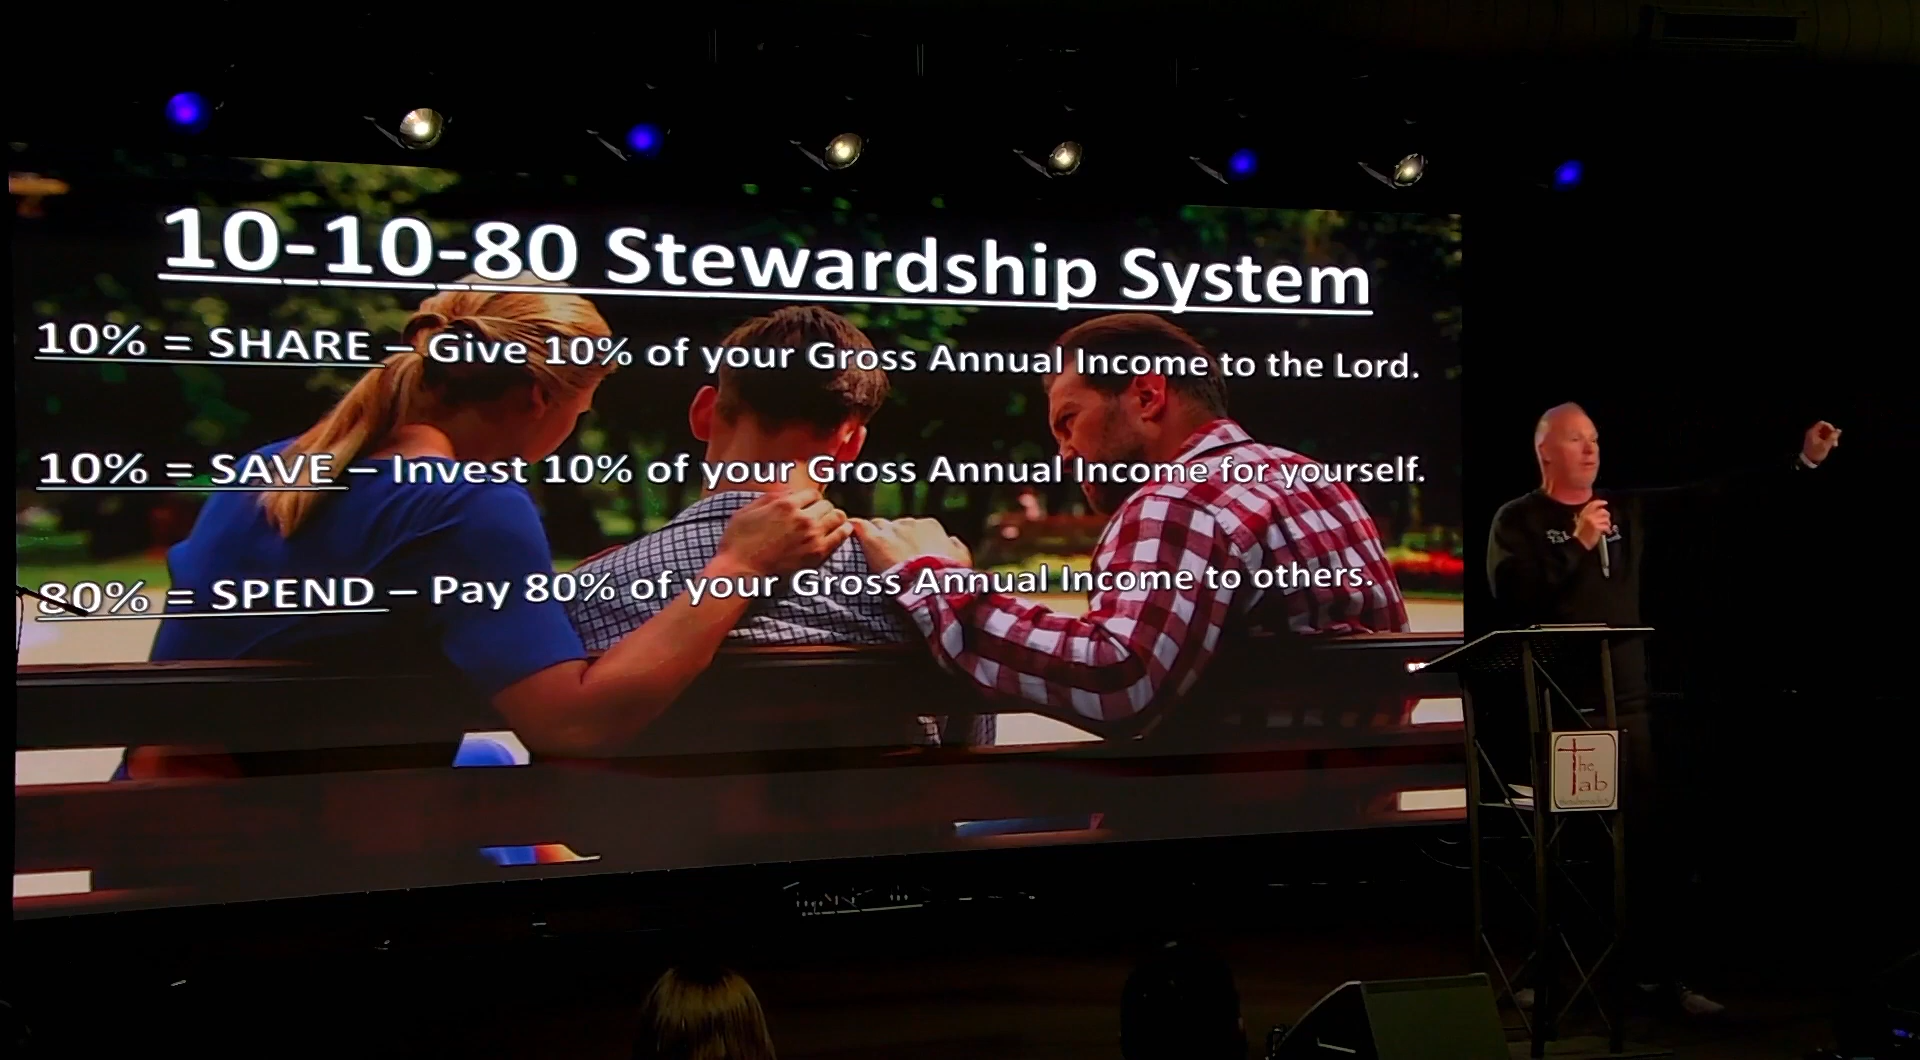 10-10-80 Stewardship System
10% = SHARE – Give 10% of your Gross Annual Income to the Lord.
10% = SAVE – Invest 10% of your Gross Annual Income for yourself.
80% = SPEND – Pay 80% of your Gross Annual Income to others.
The
Tab